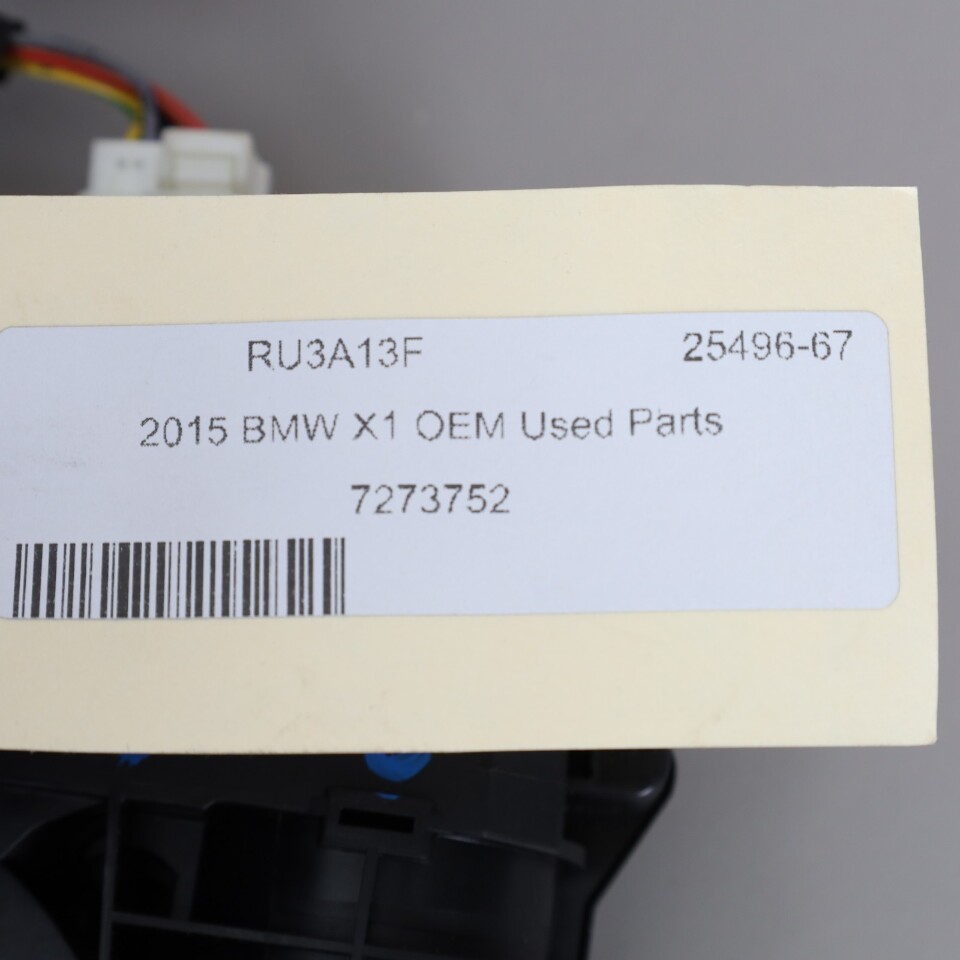 RU3A13F 25496-67
2015 BMW X1 OEM Used Parts
7273752